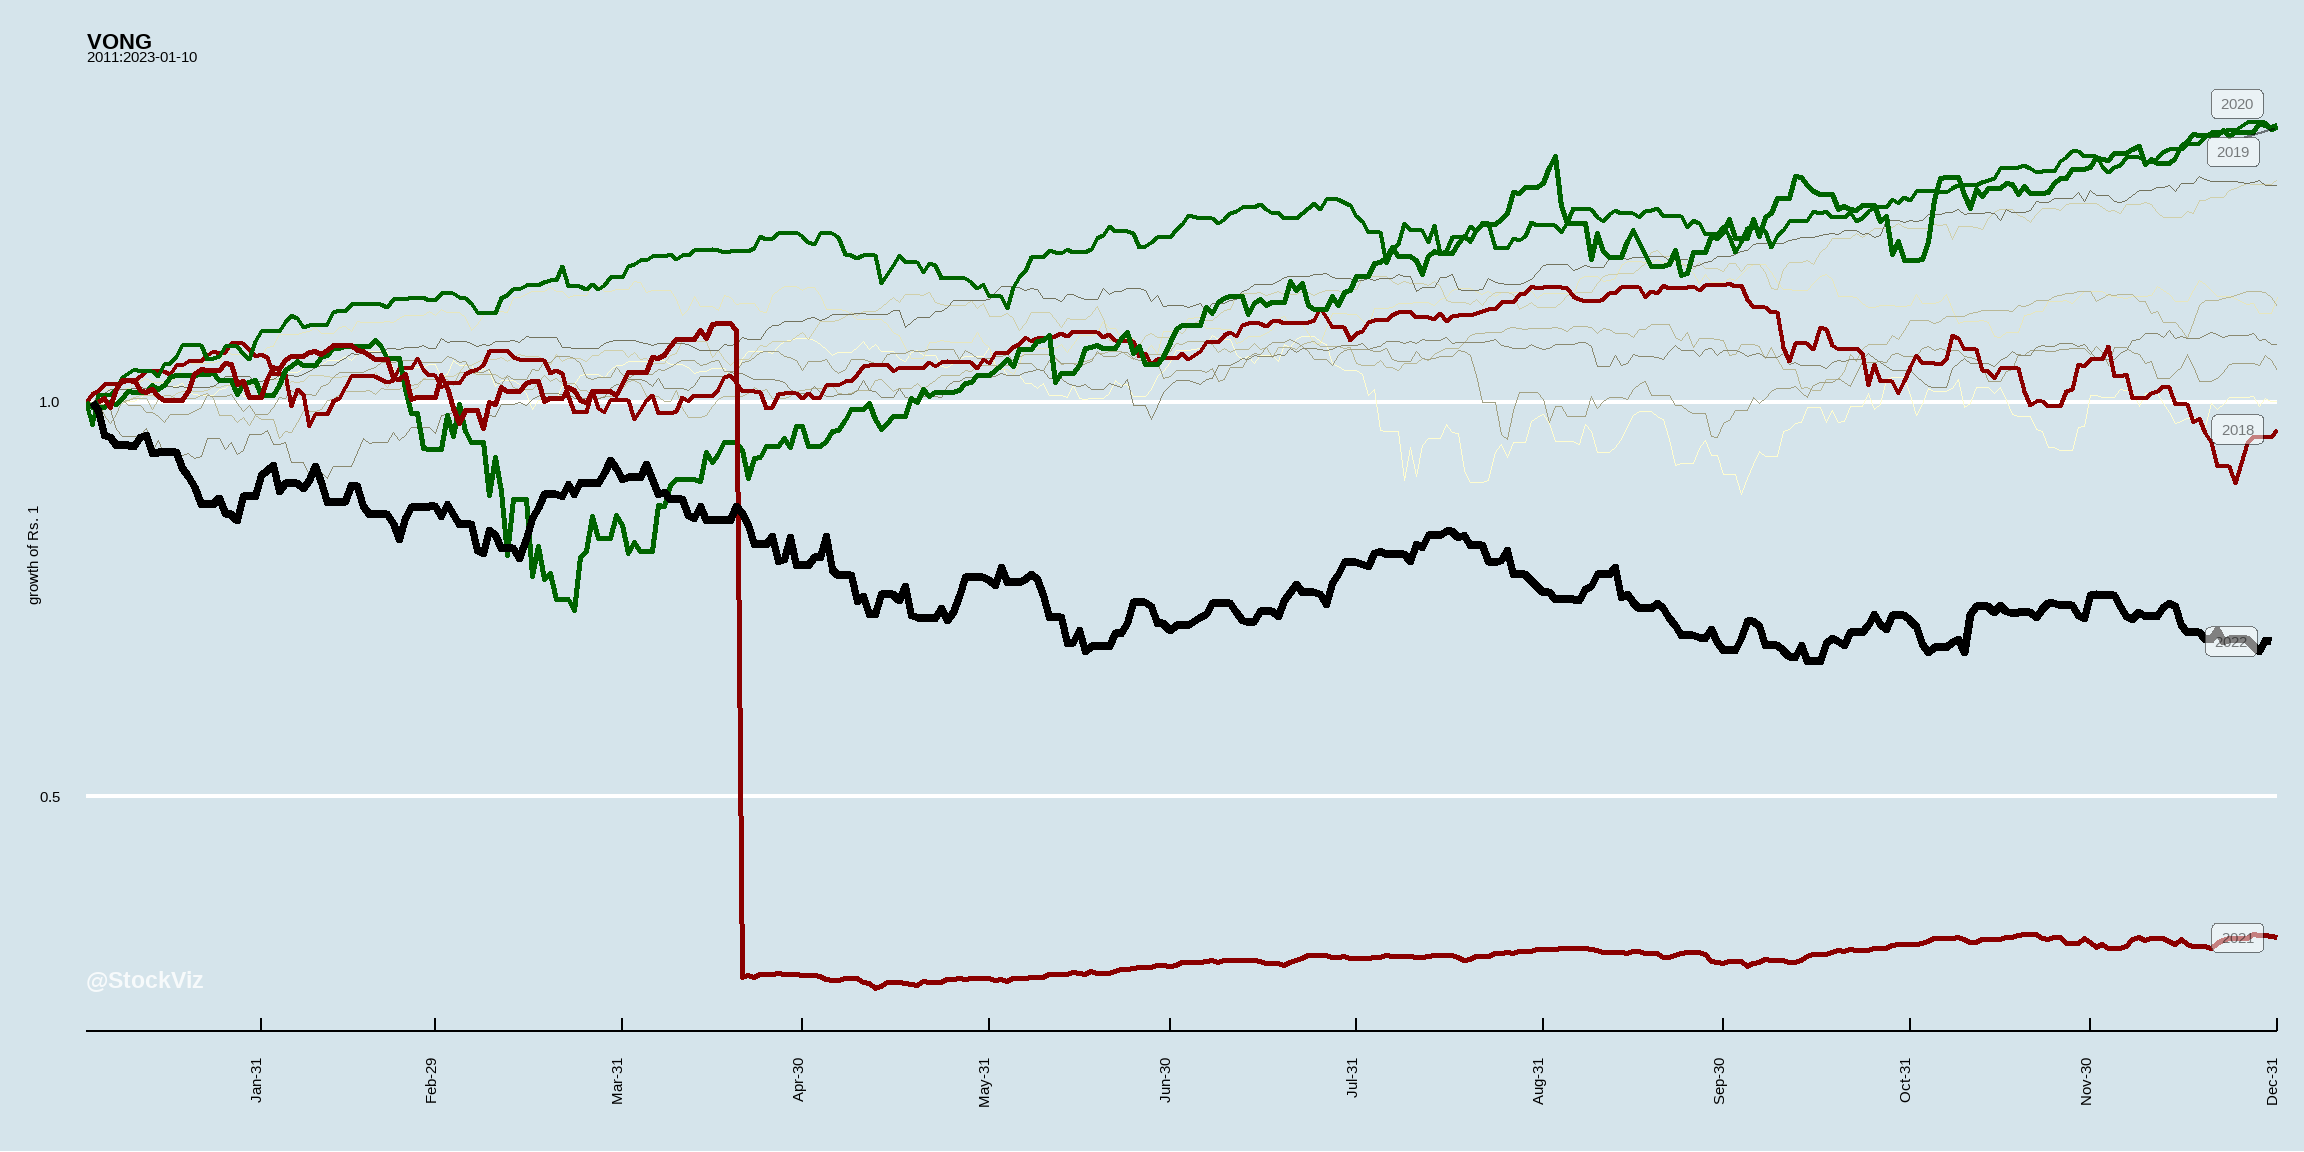 VONG
2011:2023-01-10
2020
2019
1.0
2018
growth of Rs. 1
2022
0.5
2021
@StockViz
Jan-31
Feb-29
Mar-31
Apr-30
May-31
Jun-30
Jul-31
Aug-31
Sep-30
Oct-31
Nov-30
Dec-31